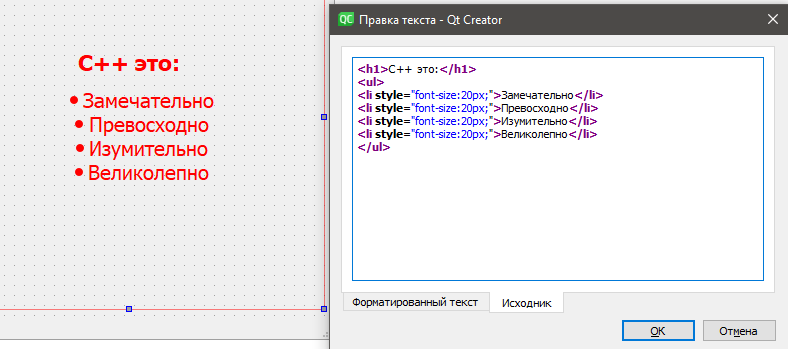 C++ это:
• Замечательно
• Превосходно
• Изумительно
• Великолепно
QC Правка текста - Qt Creator
<h1>C++ это:</h1>
<ul>
<li style="font-size:20px;">Замечательно</li>
<li style="font-size:20px;">Превосходно</li>
<li style="font-size:20px;">Изумительно</li>
<li style="font-size:20px;">Великолепно</li>
</ul>
Форматированный текст Исходник
OK Отмена